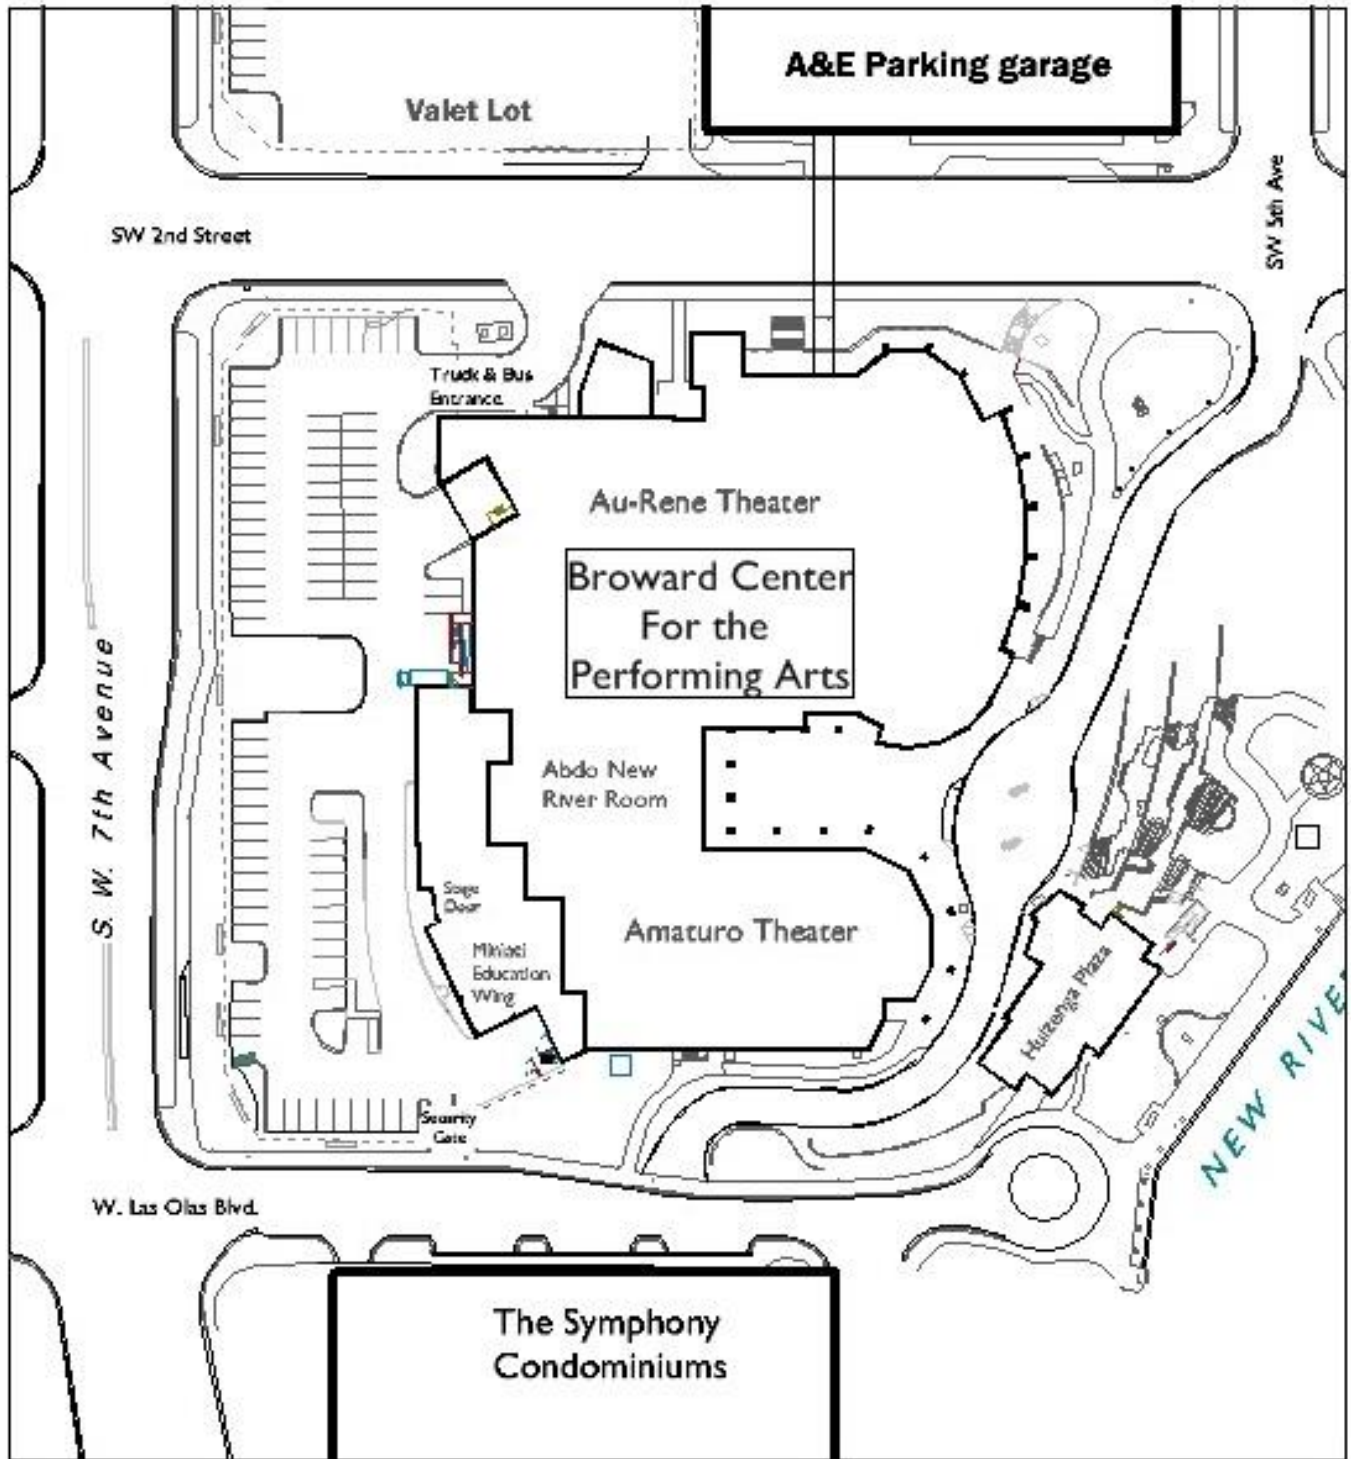 A&E Parking garage
Valet Lot
SW 5th Ave
SW 2nd Street
Truck & Bus
Entrance
Au-Rene Theater
Broward Center
For the
Performing Arts
S. W. 7th Avenue
Abdo New
River Room
Stage
Door
Amaturo Theater
Miniaci
Education
Wing
Huizenga Plaza
NEW RIVER
Security
Gate
W. Las Olas Blvd.
The Symphony
Condominiums